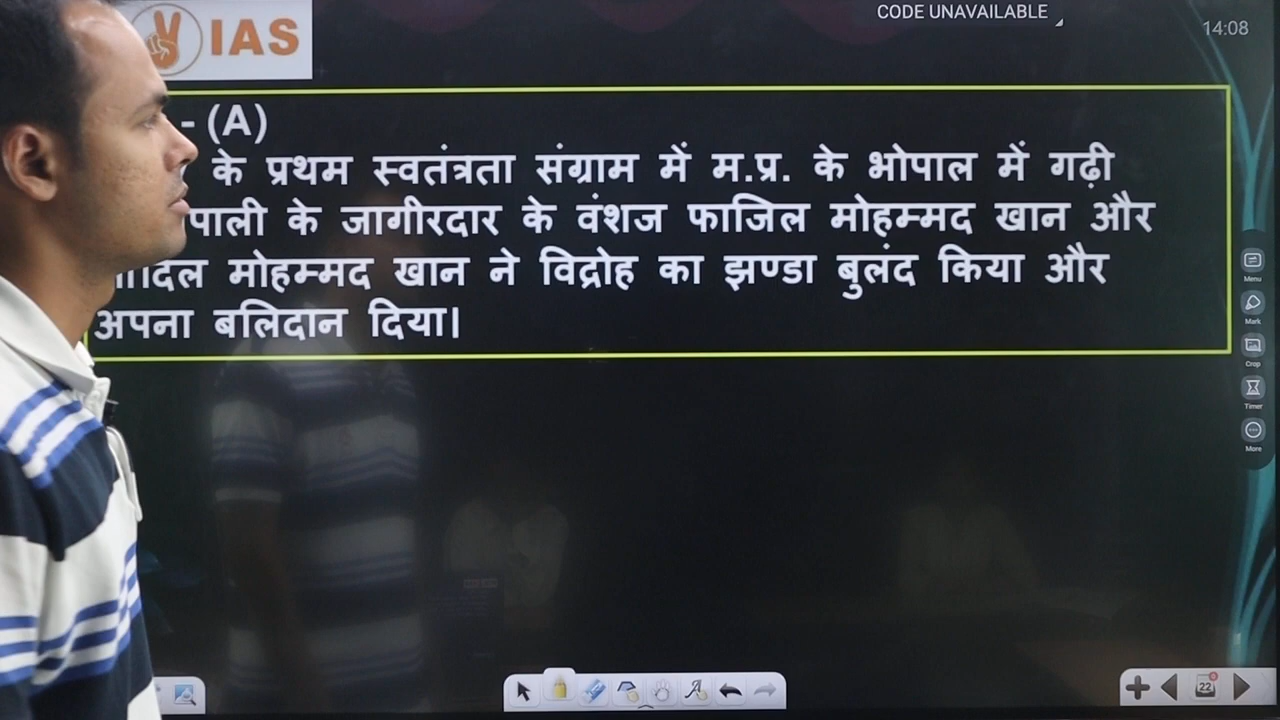 IAS
CODE UNAVAILABLE
14:08
- (A)
के प्रथम स्वतंत्रता संग्राम में म.प्र. के भोपाल में गढ़ी
पाली के जागीरदार के वंशज फाजिल मोहम्मद खान और
मोहम्मद खान ने विद्रोह का झण्डा बुलंद किया और
अपना बलिदान दिया।
Menu
Mark
Crop
Timer
More
22